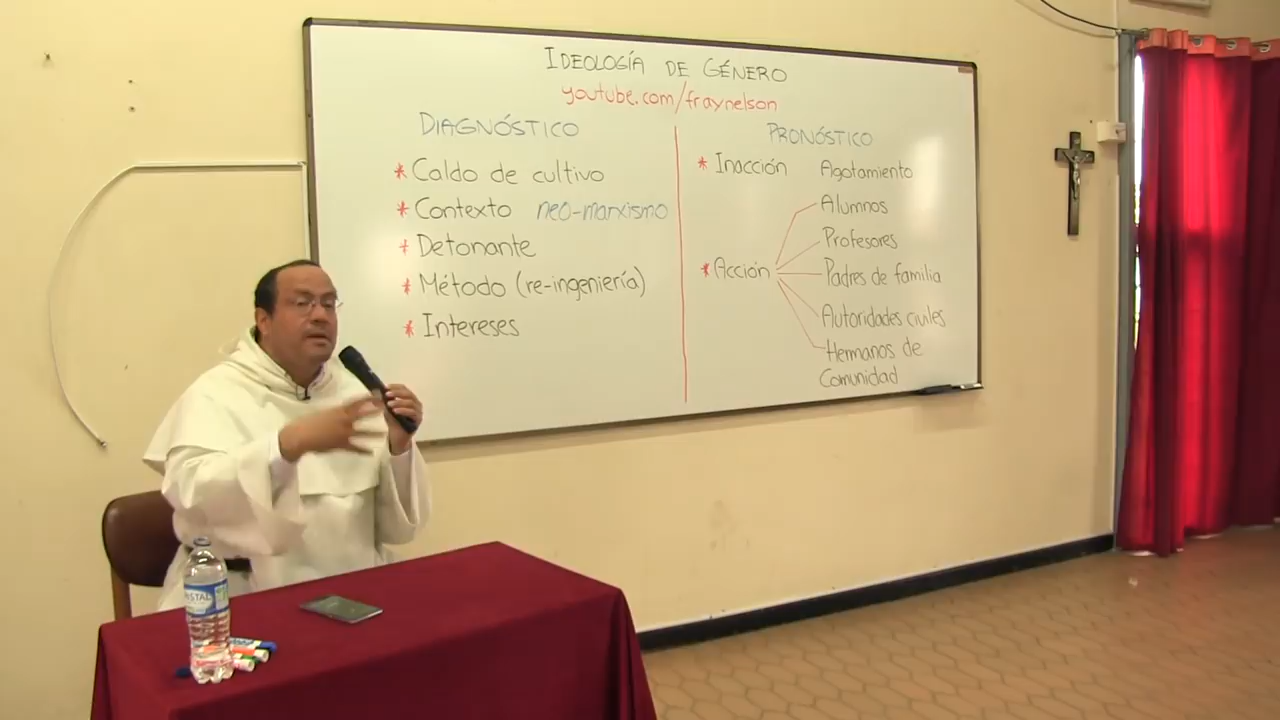 IDEOLOGÍA DE GÉNERO
youtube.com/fraynelson
DIAGNÓSTICO
* Caldo de cultivo
* Contexto neo-marxismo
* Detonante
* Método (re-ingeniería)
* Intereses
PRONÓSTICO
* Inacción Agotamiento
* Acción
Alumnos
Profesores
Padres de familia
Autoridades civiles
Hermanos de
Comunidad